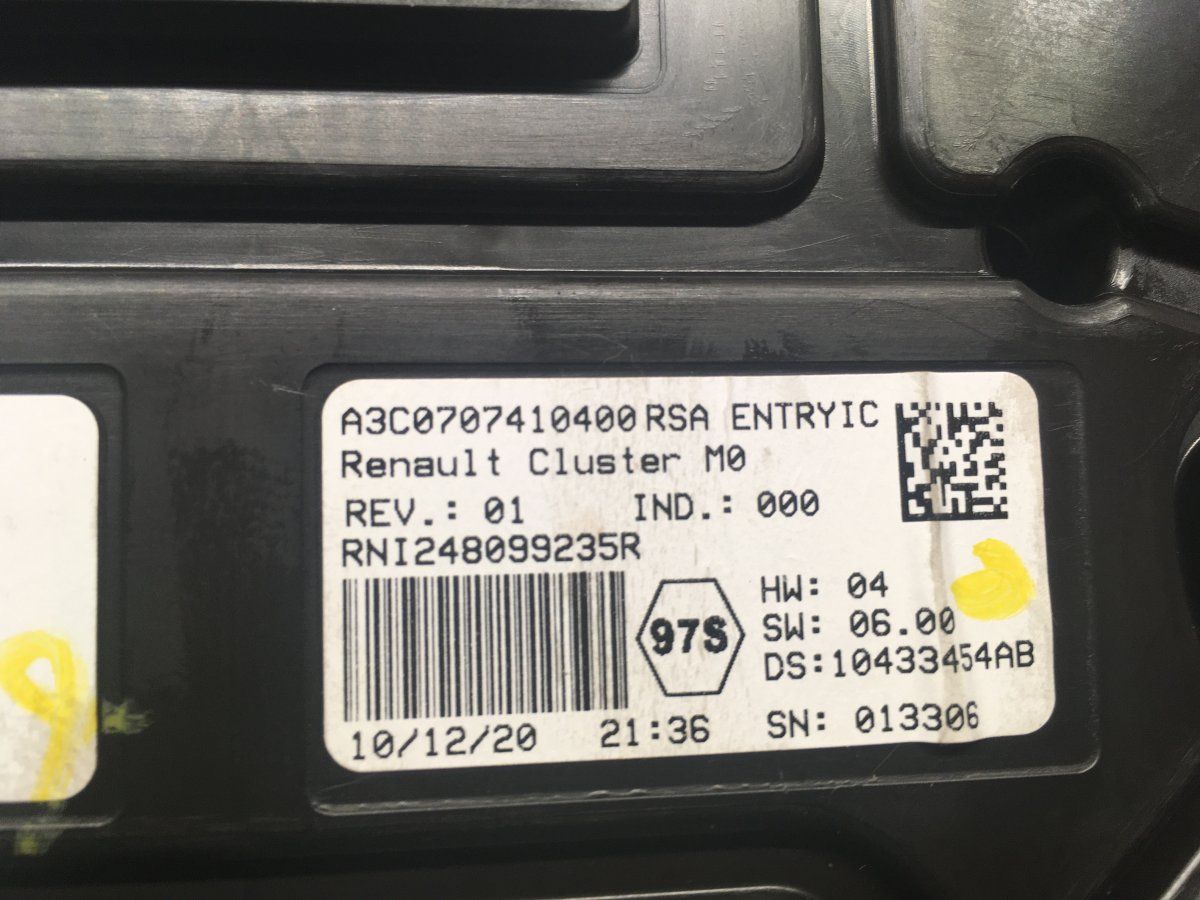 A3C0707410400 RSA ENTRYIC
Renault Cluster M0
REV.: 01 IND.: 000
RNI248099235R
97S
HW: 04
SW: 06.00
DS:10433454AB
10/12/20 21:36 SN: 013306